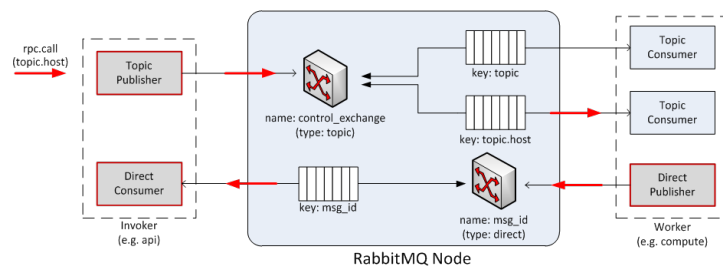 rpc.call
(topic.host)
Topic
Publisher
name: control_exchange
(type: topic)
key: topic
Topic
Consumer
key: topic.host
Topic
Consumer
Direct
Consumer
key: msg_id
name: msg_id
(type: direct)
Direct
Publisher
Invoker
(e.g. api)
Worker
(e.g. compute)
RabbitMQ Node